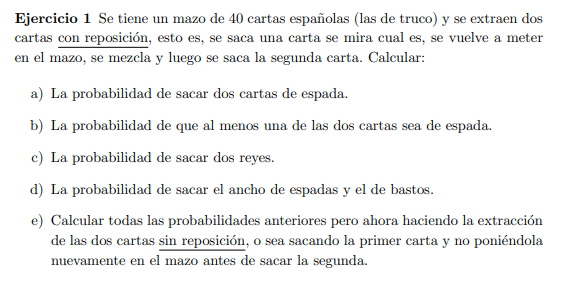 Ejercicio 1 Se tiene un mazo de 40 cartas españolas (las de truco) y se extraen dos
cartas con reposición, esto es, se saca una carta se mira cual es, se vuelve a meter
en el mazo, se mezcla y luego se saca la segunda carta. Calcular:
a) La probabilidad de sacar dos cartas de espada.
b) La probabilidad de que al menos una de las dos cartas sea de espada.
c) La probabilidad de sacar dos reyes.
d) La probabilidad de sacar el ancho de espadas y el de bastos.
e) Calcular todas las probabilidades anteriores pero ahora haciendo la extracción
de las dos cartas sin reposición, o sea sacando la primer carta y no poniéndola
nuevamente en el mazo antes de sacar la segunda.